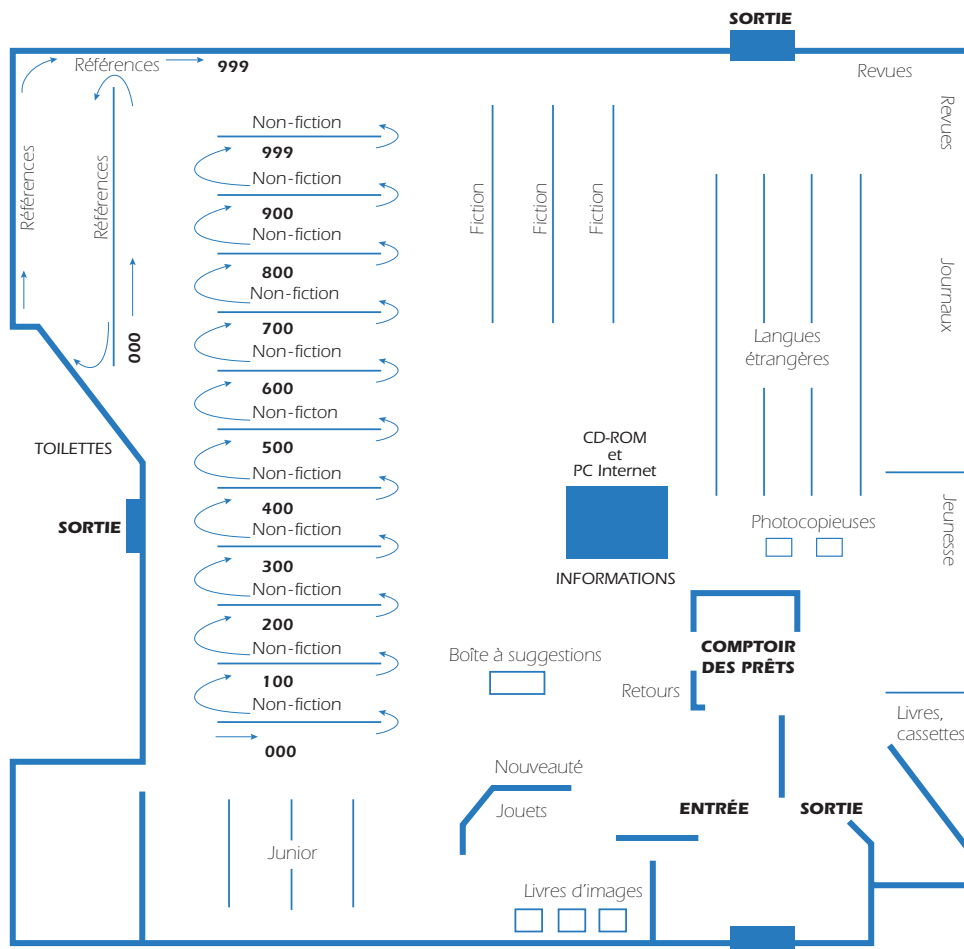 SORTIE
Références
999
Revues
Revues
Références
Références
000
Non-fiction
999
Non-fiction
900
Non-fiction
800
Non-fiction
700
Non-fiction
600
Non-ficton
500
Non-fiction
400
Non-fiction
300
Non-fiction
200
Non-fiction
100
Non-fiction
000
Fiction
Fiction
Fiction
Langues
étrangères
Journaux
TOILETTES
SORTIE
CD-ROM
et
PC Internet
INFORMATIONS
Photocopieuses
Jeunesse
COMPTOIR
DES PRÊTS
Boîte à suggestions
Retours
Livres,
cassettes
Nouveauté
Jouets
ENTRÉE
SORTIE
Junior
Livres d’images